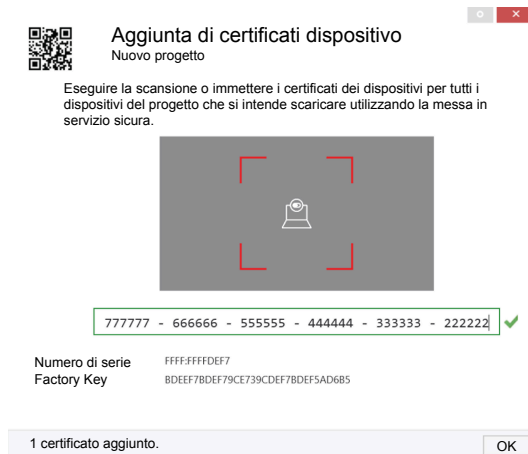 Aggiunta di certificati dispositivo
Nuovo progetto
Eseguire la scansione o immettere i certificati dei dispositivi per tutti i
dispositivi del progetto che si intende scaricare utilizzando la messa in
servizio sicura.
777777 - 666666 - 555555 - 444444 - 333333 - 222222
Numero di serie FFFF:FFFFDEF7
Factory Key BDEEF7BDEF79CE739CDEF7BDEF5AD6B5
1 certificato aggiunto.
OK